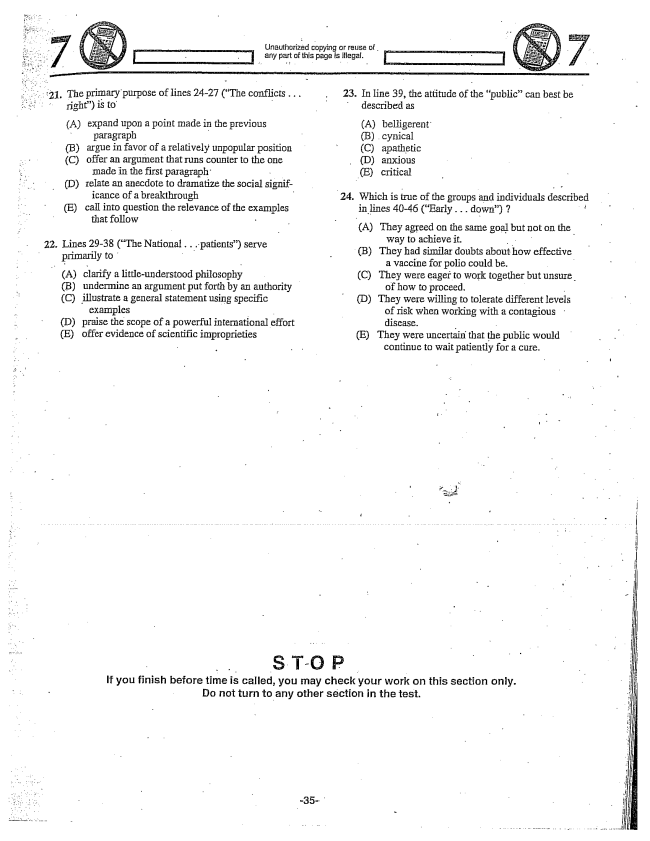 7
Unauthorized copying or reuse of
any part of this page is illegal.
7
21. The primary purpose of lines 24-27 (“The conflicts . . .
right”) is to
(A) expand upon a point made in the previous
paragraph
(B) argue in favor of a relatively unpopular position
(C) offer an argument that runs counter to the one
made in the first paragraph
(D) relate an anecdote to dramatize the social signif-
icance of a breakthrough
(E) call into question the relevance of the examples
that follow
22. Lines 29-38 (“The National . . . patients”) serve
primarily to
(A) clarify a little-understood philosophy
(B) undermine an argument put forth by an authority
(C) illustrate a general statement using specific
examples
(D) praise the scope of a powerful international effort
(E) offer evidence of scientific improprieties
23. In line 39, the attitude of the “public” can best be
described as
(A) belligerent
(B) cynical
(C) apathetic
(D) anxious
(E) critical
24. Which is true of the groups and individuals described
in lines 40-46 (“Early . . . down”) ?
(A) They agreed on the same goal but not on the
way to achieve it.
(B) They had similar doubts about how effective
a vaccine for polio could be.
(C) They were eager to work together but unsure
of how to proceed.
(D) They were willing to tolerate different levels
of risk when working with a contagious
disease.
(E) They were uncertain that the public would
continue to wait patiently for a cure.
STOP
If you finish before time is called, you may check your work on this section only.
Do not turn to any other section in the test.
-35-